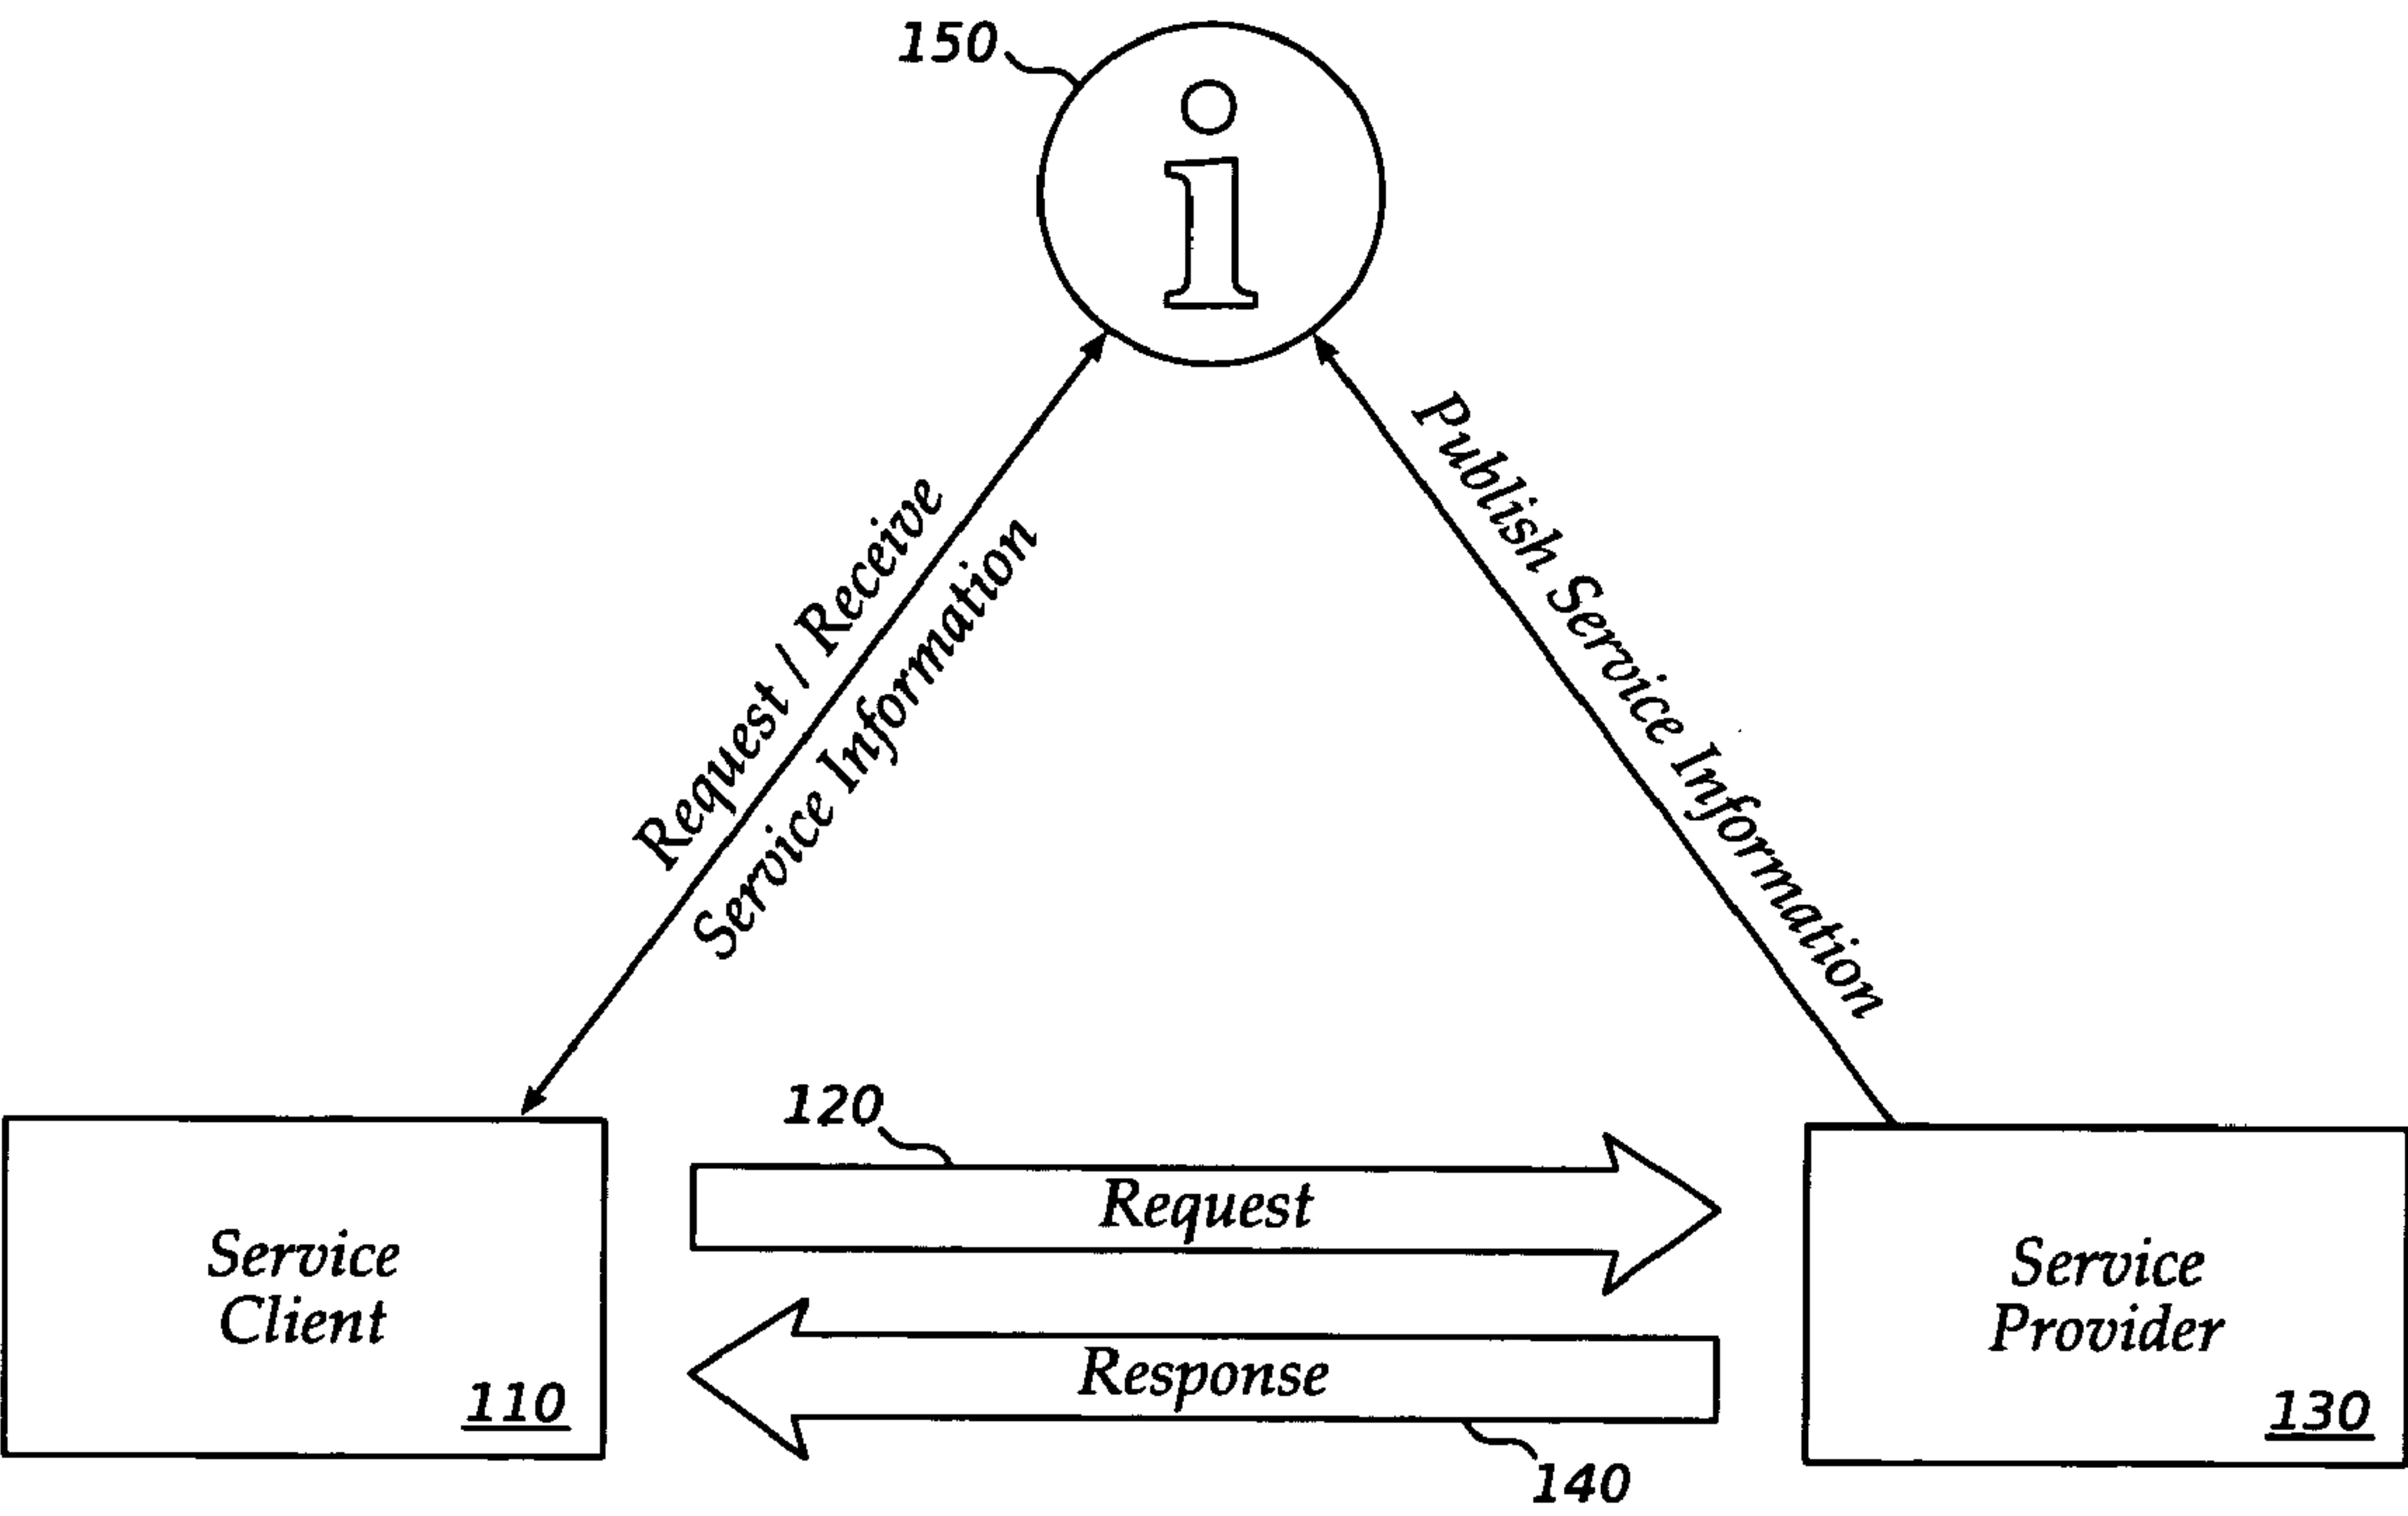 150
i
Request / Receive
Service Information
Publish Service Information
120
Request
Service
Client
110
Response
140
Service
Provider
130